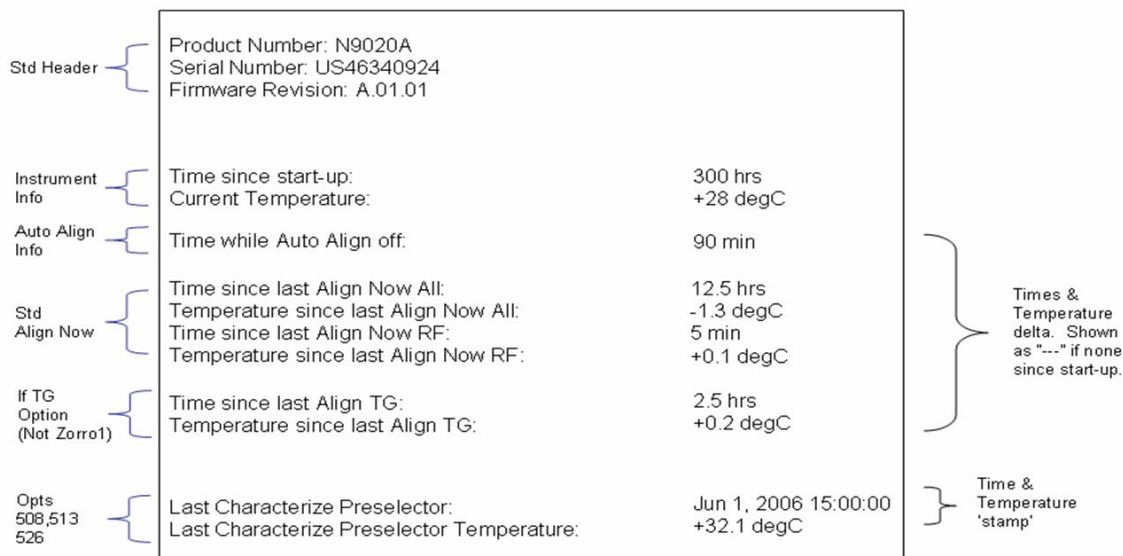 Std Header
Product Number: N9020A
Serial Number: US46340924
Firmware Revision: A.01.01
Instrument
Info
Time since start-up: 300 hrs
Current Temperature: +28 degC
Auto Align
Info
Time while Auto Align off: 90 min
Std
Align Now
Time since last Align Now All: 12.5 hrs
Temperature since last Align Now All: -1.3 degC
Time since last Align Now RF: 5 min
Temperature since last Align Now RF: +0.1 degC
Times &
Temperature
delta. Shown
as "---" if none
since start-up.
If TG
Option
(Not Zorro1)
Time since last Align TG: 2.5 hrs
Temperature since last Align TG: +0.2 degC
Opts
508,513
526
Last Characterize Preselector: Jun 1, 2006 15:00:00
Last Characterize Preselector Temperature: +32.1 degC
Time &
Temperature
'stamp'